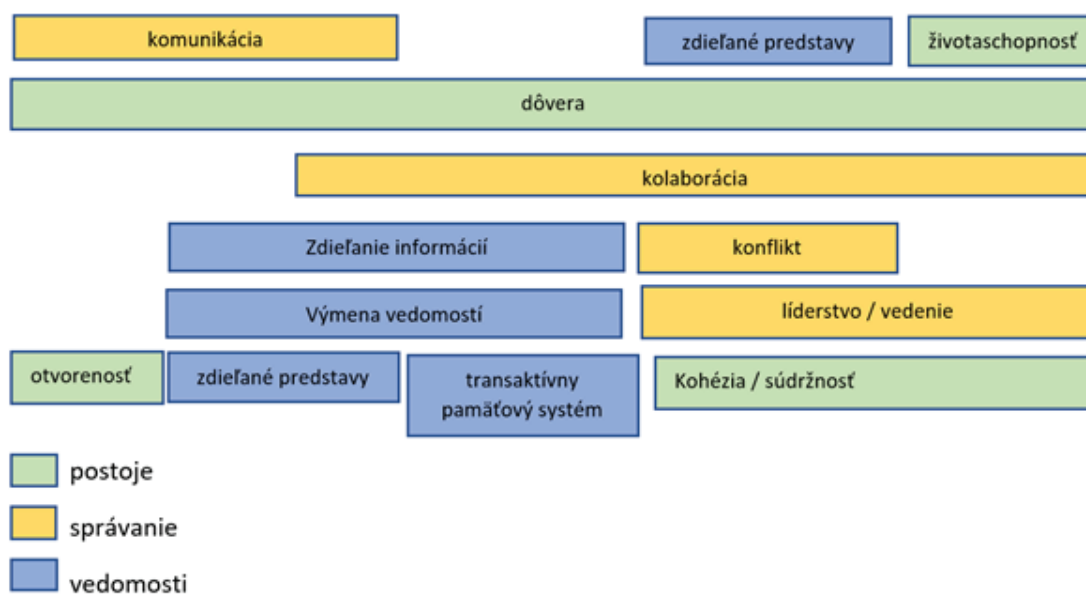 komunikácia
zdieľané predstavy
životaschopnosť
dôvera
kolaborácia
Zdieľanie informácií
konflikt
Výmena vedomostí
líderstvo / vedenie
otvorenosť
zdieľané predstavy
transaktívny
pamäťový systém
Kohézia / súdržnosť
postoje
správanie
vedomosti